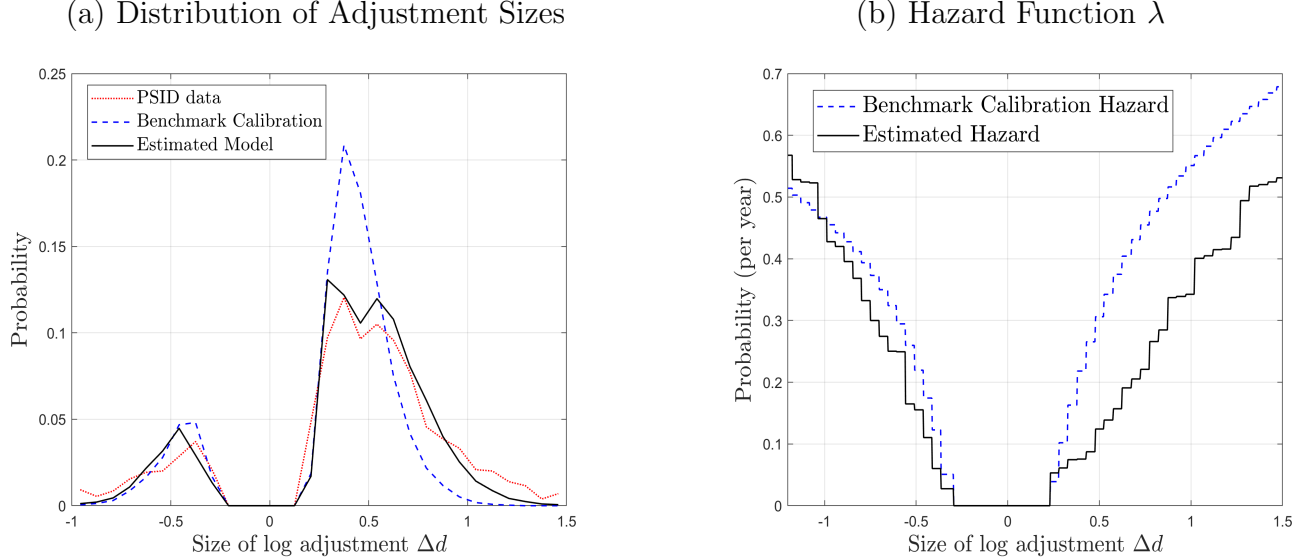 (a) Distribution of Adjustment Sizes
0.25
0.2
0.15
0.1
0.05
0
Probability
PSID data
Benchmark Calibration
Estimated Model
-1
-0.5
0
0.5
1
1.5
Size of log adjustment Δd
(b) Hazard Function λ
0.7
0.6
0.5
0.4
0.3
0.2
0.1
0
Probability (per year)
Benchmark Calibration Hazard
Estimated Hazard
-1
-0.5
0
0.5
1
1.5
Size of log adjustment Δd